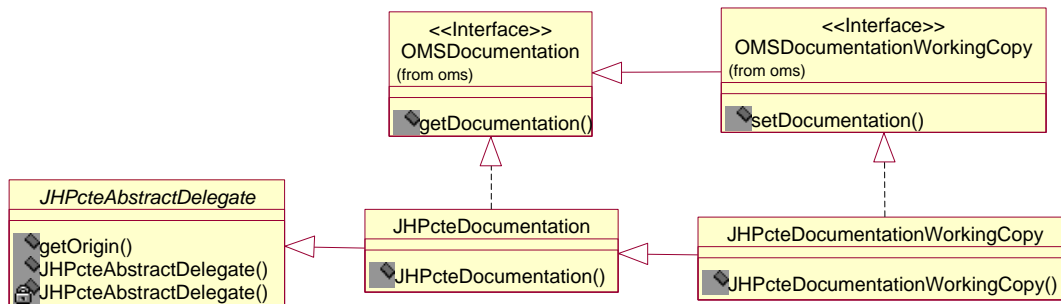 <<Interface>>
OMSDocumentation
(from oms)
getDocumentation()
<<Interface>>
OMSDocumentationWorkingCopy
(from oms)
setDocumentation()
JHPcteAbstractDelegate
getOrigin()
JHPcteAbstractDelegate()
JHPcteAbstractDelegate()
JHPcteDocumentation
JHPcteDocumentation()
JHPcteDocumentationWorkingCopy
JHPcteDocumentationWorkingCopy()